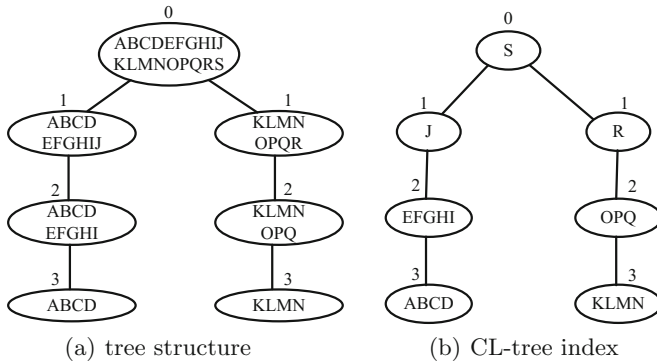 0
ABCDEFGHIJ
KLMNOPQRS
1
ABCD
EFGHIJ
1
KLMN
OPQR
2
ABCD
EFGHI
2
KLMN
OPQ
3
ABCD
3
KLMN
(a) tree structure
0
S
1
J
1
R
2
EFGHI
2
OPQ
3
ABCD
3
KLMN
(b) CL-tree index